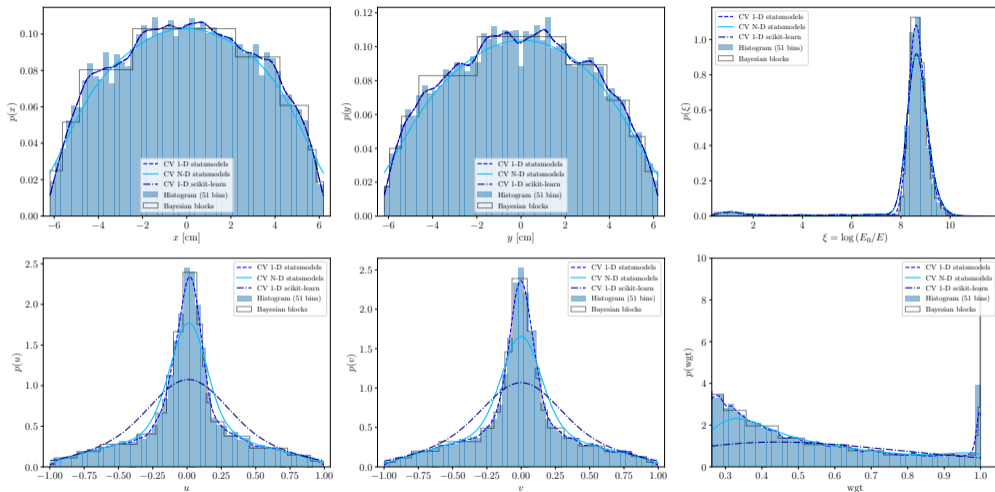 0.10
0.08
0.06
0.04
0.02
0.00
p(x)
−6
−4
−2
0
2
4
6
x [cm]
CV 1-D statsmodels
CV N-D statsmodels
CV 1-D scikit-learn
Histogram (51 bins)
Bayesian blocks
0.12
0.10
0.08
0.06
0.04
0.02
0.00
p(y)
−6
−4
−2
0
2
4
6
y [cm]
CV 1-D statsmodels
CV N-D statsmodels
CV 1-D scikit-learn
Histogram (51 bins)
Bayesian blocks
1.0
0.8
0.6
0.4
0.2
0.0
p(ξ)
2
4
6
8
10
ξ = log (E₀/E)
CV 1-D statsmodels
CV N-D statsmodels
CV 1-D scikit-learn
Histogram (51 bins)
Bayesian blocks
2.5
2.0
1.5
1.0
0.5
0.0
p(u)
−1.00
−0.75
−0.50
−0.25
0.00
0.25
0.50
0.75
1.00
u
CV 1-D statsmodels
CV N-D statsmodels
CV 1-D scikit-learn
Histogram (51 bins)
Bayesian blocks
2.5
2.0
1.5
1.0
0.5
0.0
p(v)
−1.00
−0.75
−0.50
−0.25
0.00
0.25
0.50
0.75
1.00
v
CV 1-D statsmodels
CV N-D statsmodels
CV 1-D scikit-learn
Histogram (51 bins)
Bayesian blocks
10
8
6
4
2
0
p(wgt)
0.3
0.4
0.5
0.6
0.7
0.8
0.9
1.0
wgt
CV 1-D statsmodels
CV N-D statsmodels
CV 1-D scikit-learn
Histogram (51 bins)
Bayesian blocks